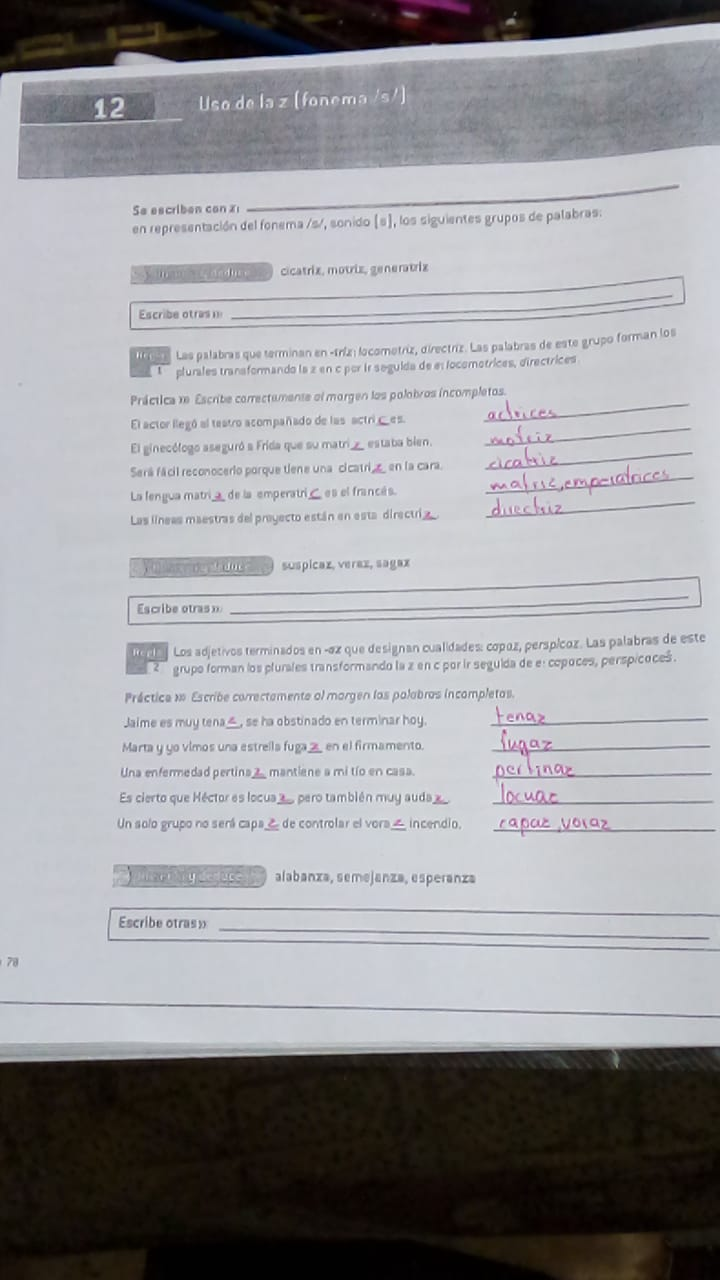 12 Uso de la z (fonema /s/)
Se escriben con z:
en representación del fonema /s/, sonido [s], los siguientes grupos de palabras:
cicatriz, motriz, generatriz
Escribe otras »
Regla Las palabras que terminan en -triz: locomotriz, directriz. Las palabras de este grupo forman los
1 plurales transformando la z en c por ir seguida de e: locomotrices, directrices.
Práctica »» Escribe correctamente al margen las palabras incompletas.
El actor llegó al teatro acompañado de las actri c es. actrices
El ginecólogo aseguró a Frida que su matri z estaba bien. matriz
Será fácil reconocerlo porque tiene una cicatri z en la cara. cicatriz
La lengua matri z de la emperatri c es el francés. matriz, emperatrices
Las líneas maestras del proyecto están en esta directri z. directriz
suspicaz, veraz, sagaz
Escribe otras »
Regla Los adjetivos terminados en -az que designan cualidades: capaz, perspicaz. Las palabras de este
2 grupo forman los plurales transformando la z en c por ir seguida de e: capaces, perspicaces.
Práctica »» Escribe correctamente al margen las palabras incompletas.
Jaime es muy tena z, se ha obstinado en terminar hoy. tenaz
Marta y yo vimos una estrella fuga z en el firmamento. fugaz
Una enfermedad pertina z mantiene a mi tío en casa. pertinaz
Es cierto que Héctor es locua z, pero también muy auda z. locuaz
Un solo grupo no será capa z de controlar el vora z incendio. capaz, voraz
y deduce alabanza, semejanza, esperanza
Escribe otras »
78